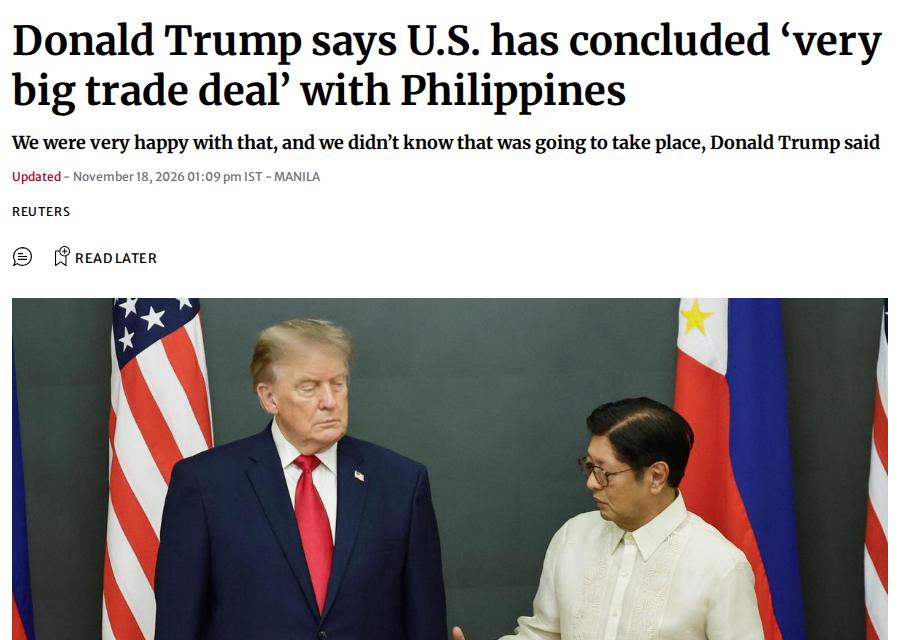 Donald Trump says U.S. has concluded ‘very
big trade deal’ with Philippines
We were very happy with that, and we didn’t know that was going to take place, Donald Trump said
Updated - November 18, 2026 01:09 pm IST - MANILA
REUTERS
READ LATER